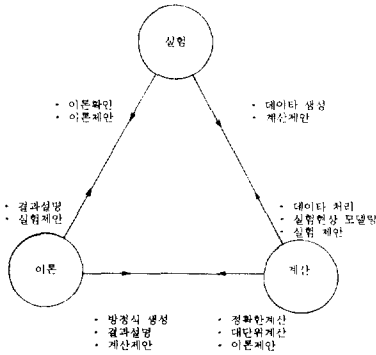 실험
· 이론확인
· 이론제안
· 데이타 생성
· 계산제안
· 결과설명
· 실험제안
· 데이타 처리
· 실험현상 모델링
· 실험 제안
이론
계산
· 방정식 생성
· 결과설명
· 계산제안
· 정확한계산
· 대단위계산
· 이론제안